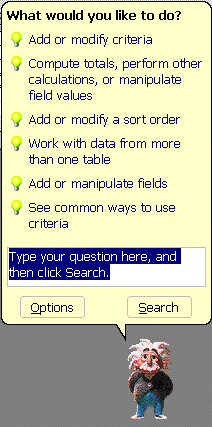 What would you like to do?
Add or modify criteria
Compute totals, perform other
calculations, or manipulate
field values
Add or modify a sort order
Work with data from more
than one table
Add or manipulate fields
See common ways to use
criteria
Type your question here, and
then click Search.
Options
Search